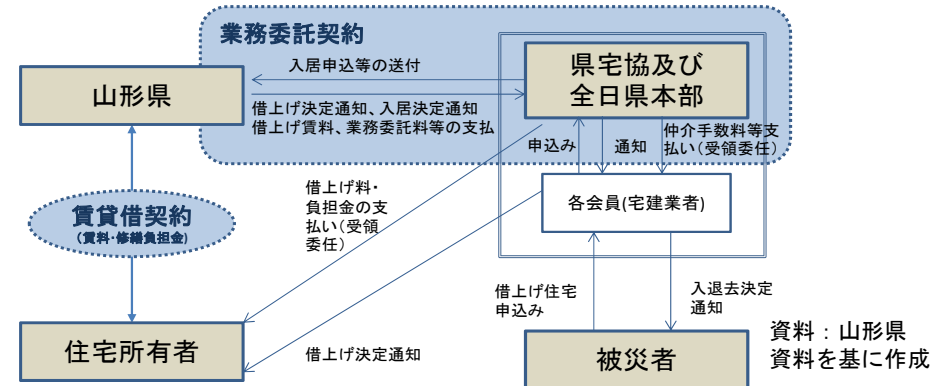 業務委託契約
入居申込等の送付
山形県
県宅協及び
全日県本部
借上げ決定通知、入居決定通知
借上げ賃料、業務委託料等の支払
申込み
通知
仲介手数料等支
払い(受領委任)
借上げ料・
負担金の支
払い(受領
委任)
各会員(宅建業者)
賃貸借契約
(賃料・修繕負担金)
借上げ住宅
申込み
入退去決定
通知
住宅所有者
借上げ決定通知
被災者
資料:山形県
資料を基に作成